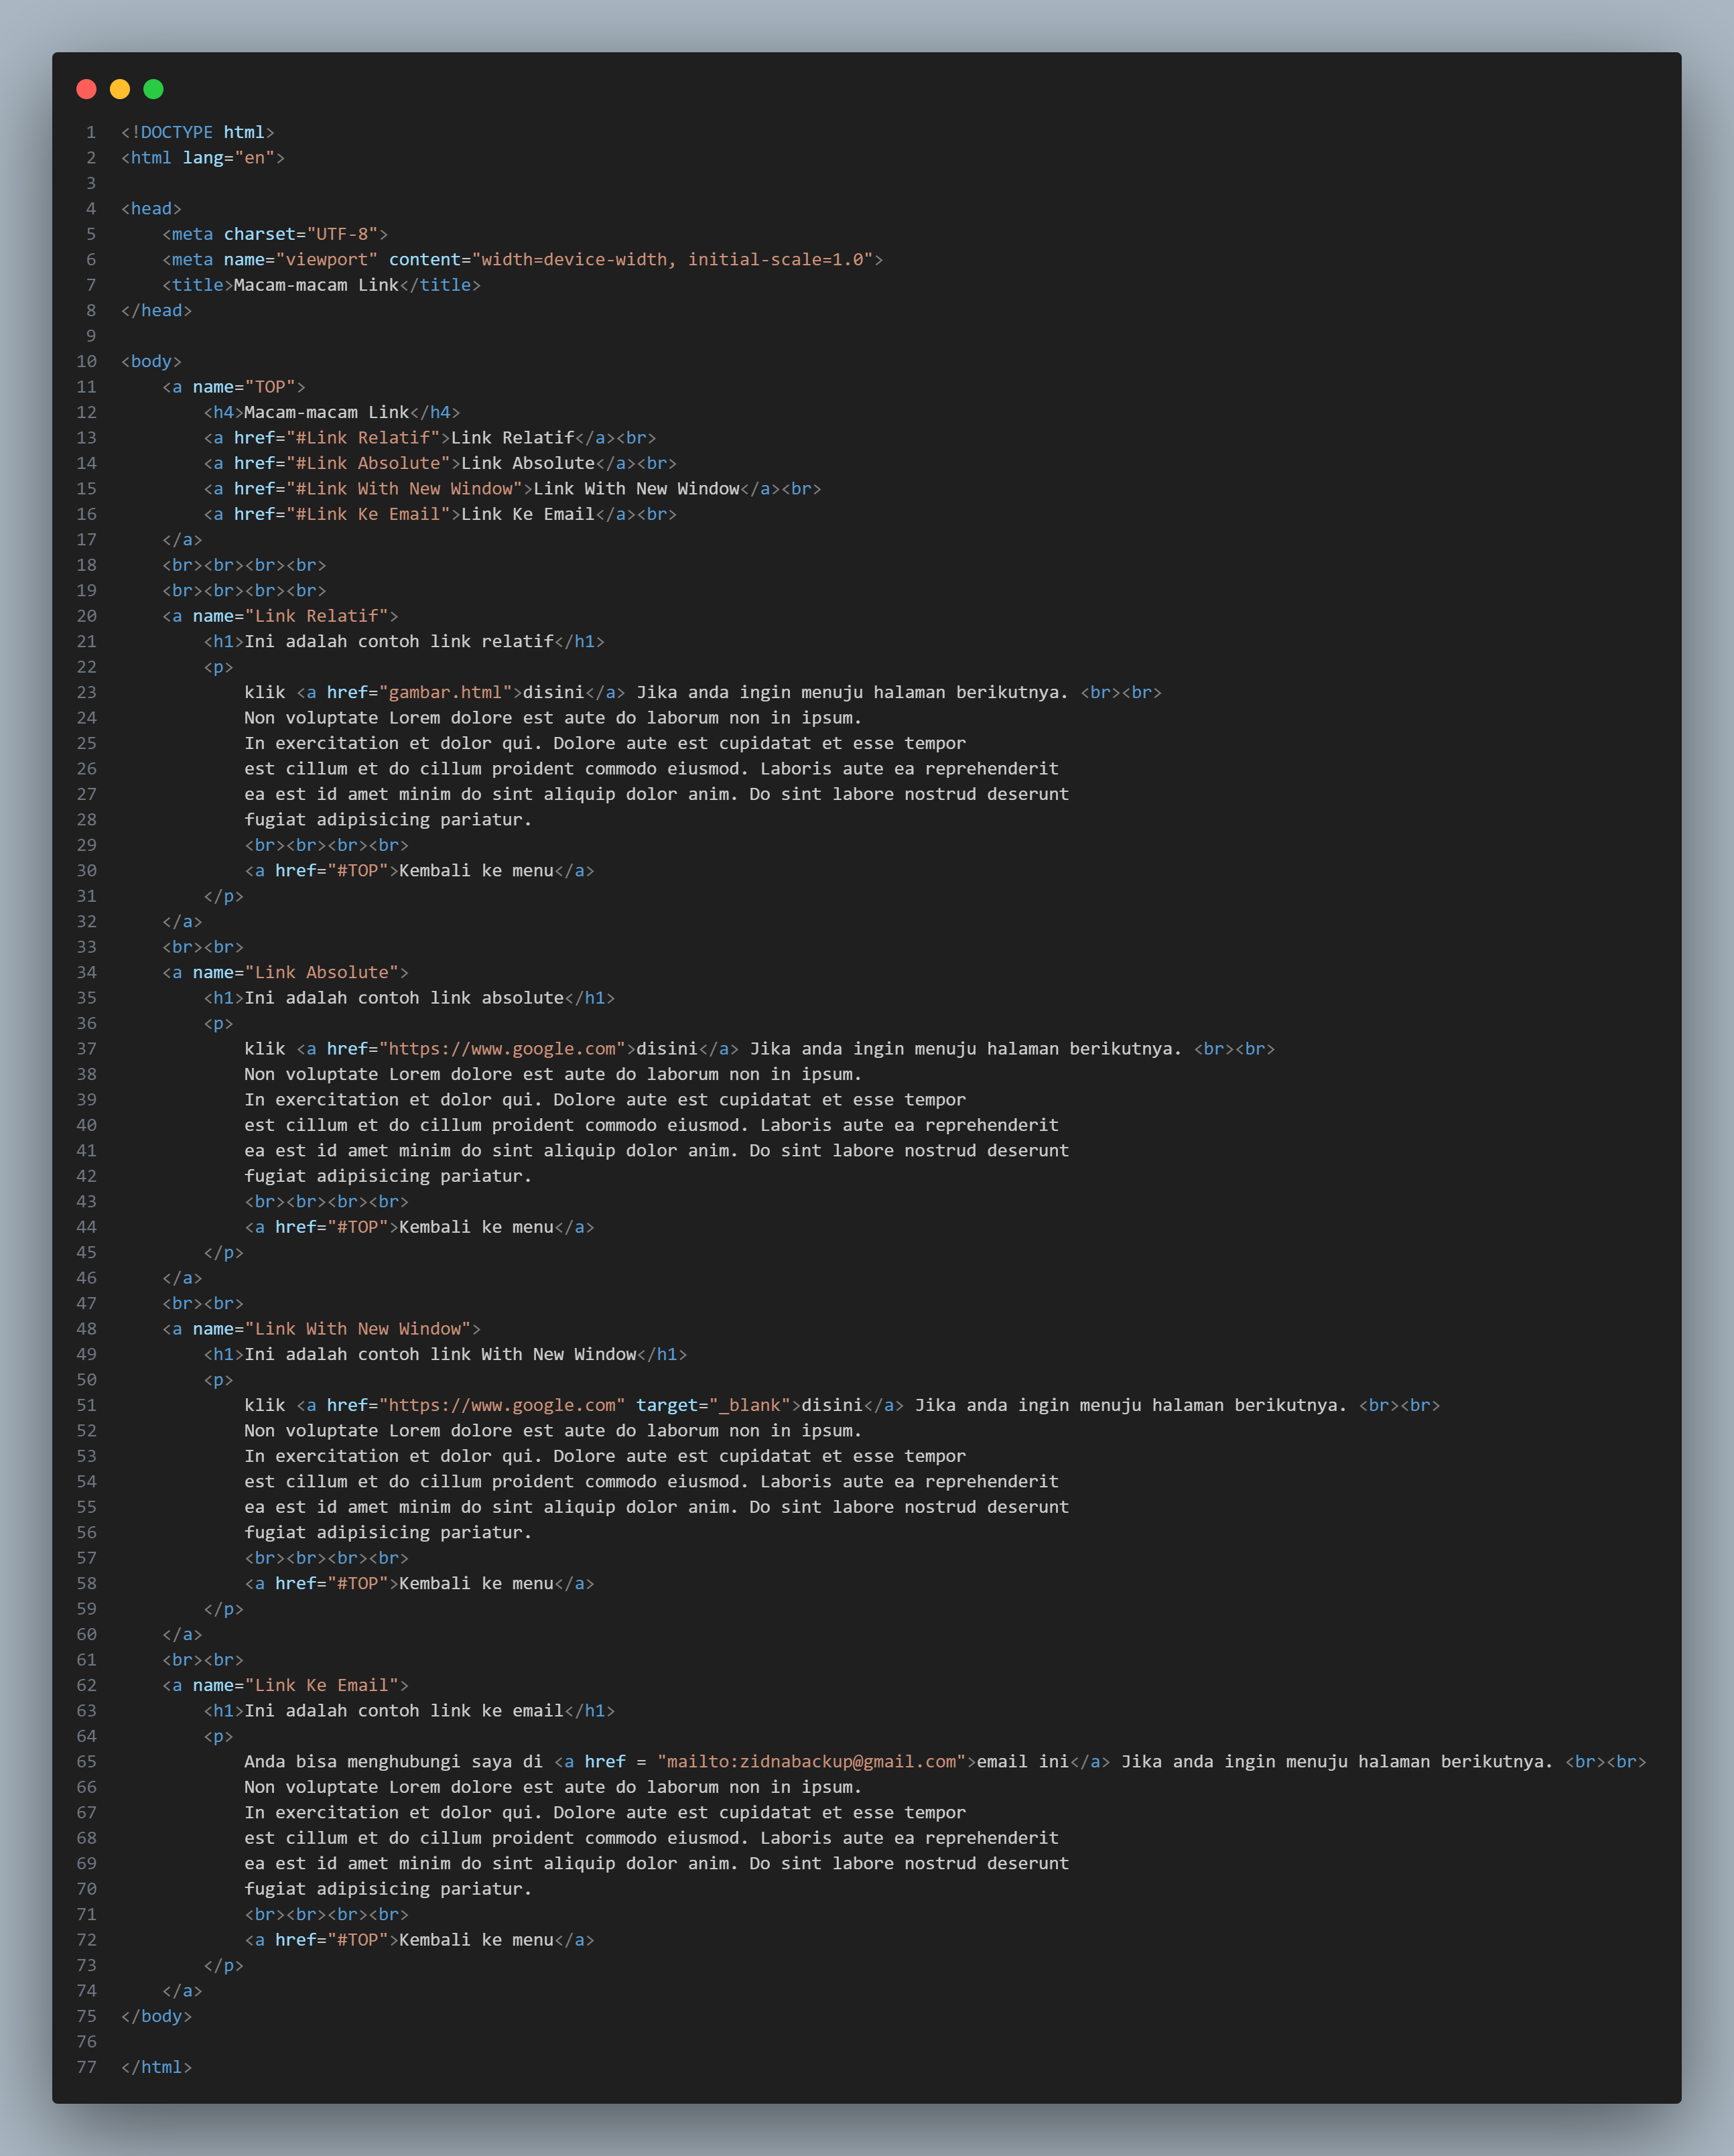 1 <!DOCTYPE html>
2 <html lang="en">
3
4 <head>
5     <meta charset="UTF-8">
6     <meta name="viewport" content="width=device-width, initial-scale=1.0">
7     <title>Macam-macam Link</title>
8 </head>
9
10 <body>
11     <a name="TOP">
12         <h4>Macam-macam Link</h4>
13         <a href="#Link Relatif">Link Relatif</a><br>
14         <a href="#Link Absolute">Link Absolute</a><br>
15         <a href="#Link With New Window">Link With New Window</a><br>
16         <a href="#Link Ke Email">Link Ke Email</a><br>
17     </a>
18     <br><br><br><br>
19     <br><br><br><br>
20     <a name="Link Relatif">
21         <h1>Ini adalah contoh link relatif</h1>
22         <p>
23             klik <a href="gambar.html">disini</a> Jika anda ingin menuju halaman berikutnya. <br><br>
24             Non voluptate Lorem dolore est aute do laborum non in ipsum.
25             In exercitation et dolor qui. Dolore aute est cupidatat et esse tempor
26             est cillum et do cillum proident commodo eiusmod. Laboris aute ea reprehenderit
27             ea est id amet minim do sint aliquip dolor anim. Do sint labore nostrud deserunt
28             fugiat adipisicing pariatur.
29             <br><br><br><br>
30             <a href="#TOP">Kembali ke menu</a>
31         </p>
32     </a>
33     <br><br>
34     <a name="Link Absolute">
35         <h1>Ini adalah contoh link absolute</h1>
36         <p>
37             klik <a href="https://www.google.com">disini</a> Jika anda ingin menuju halaman berikutnya. <br><br>
38             Non voluptate Lorem dolore est aute do laborum non in ipsum.
39             In exercitation et dolor qui. Dolore aute est cupidatat et esse tempor
40             est cillum et do cillum proident commodo eiusmod. Laboris aute ea reprehenderit
41             ea est id amet minim do sint aliquip dolor anim. Do sint labore nostrud deserunt
42             fugiat adipisicing pariatur.
43             <br><br><br><br>
44             <a href="#TOP">Kembali ke menu</a>
45         </p>
46     </a>
47     <br><br>
48     <a name="Link With New Window">
49         <h1>Ini adalah contoh link With New Window</h1>
50         <p>
51             klik <a href="https://www.google.com" target="_blank">disini</a> Jika anda ingin menuju halaman berikutnya. <br><br>
52             Non voluptate Lorem dolore est aute do laborum non in ipsum.
53             In exercitation et dolor qui. Dolore aute est cupidatat et esse tempor
54             est cillum et do cillum proident commodo eiusmod. Laboris aute ea reprehenderit
55             ea est id amet minim do sint aliquip dolor anim. Do sint labore nostrud deserunt
56             fugiat adipisicing pariatur.
57             <br><br><br><br>
58             <a href="#TOP">Kembali ke menu</a>
59         </p>
60     </a>
61     <br><br>
62     <a name="Link Ke Email">
63         <h1>Ini adalah contoh link ke email</h1>
64         <p>
65             Anda bisa menghubungi saya di <a href = "mailto:zidnabackup@gmail.com">email ini</a> Jika anda ingin menuju halaman berikutnya. <br><br>
66             Non voluptate Lorem dolore est aute do laborum non in ipsum.
67             In exercitation et dolor qui. Dolore aute est cupidatat et esse tempor
68             est cillum et do cillum proident commodo eiusmod. Laboris aute ea reprehenderit
69             ea est id amet minim do sint aliquip dolor anim. Do sint labore nostrud deserunt
70             fugiat adipisicing pariatur.
71             <br><br><br><br>
72             <a href="#TOP">Kembali ke menu</a>
73         </p>
74     </a>
75 </body>
76
77 </html>